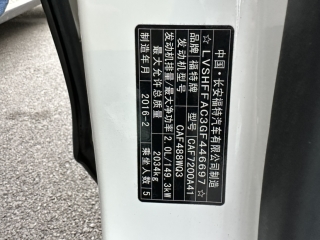 中国·长安福特汽车有限公司制造
☆LVSHFFAC3GF446697☆
品牌 福特牌 型号 CAF7200A41
发动机型号 CAF488WQ3
发动机排量/最大净功率 2.0L/149.3kW
最大允许总质量 2034kg
制造年月 2016-2 乘坐人数 5